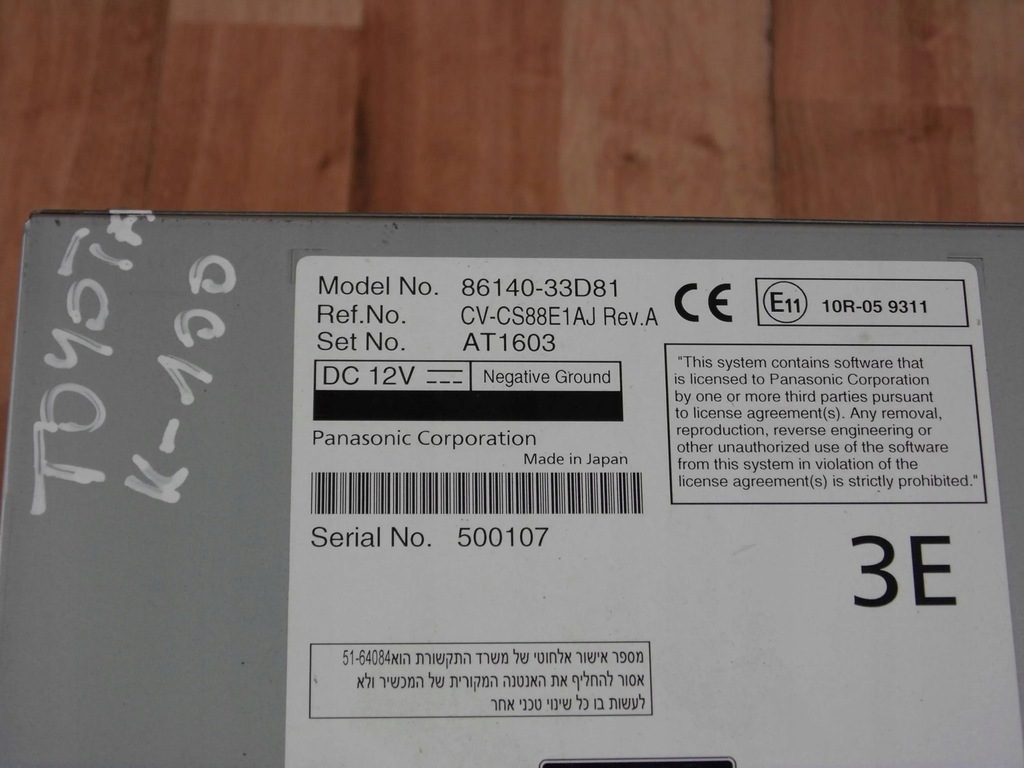 TOYOTA
K-100
Model No. 86140-33D81
Ref.No. CV-CS88E1AJ Rev.A
Set No. AT1603
DC 12V Negative Ground
Panasonic Corporation
Made in Japan
Serial No. 500107
CE
E11 10R-05 9311
"This system contains software that
is licensed to Panasonic Corporation
by one or more third parties pursuant
to license agreement(s). Any removal,
reproduction, reverse engineering or
other unauthorized use of the software
from this system in violation of the
license agreement(s) is strictly prohibited."
3E
מספר אישור אלחוטי של משרד התקשורת הוא51-64084
אסור להחליף את האנטנה המקורית של המכשיר ולא
לעשות בו כל שינוי טכני אחר